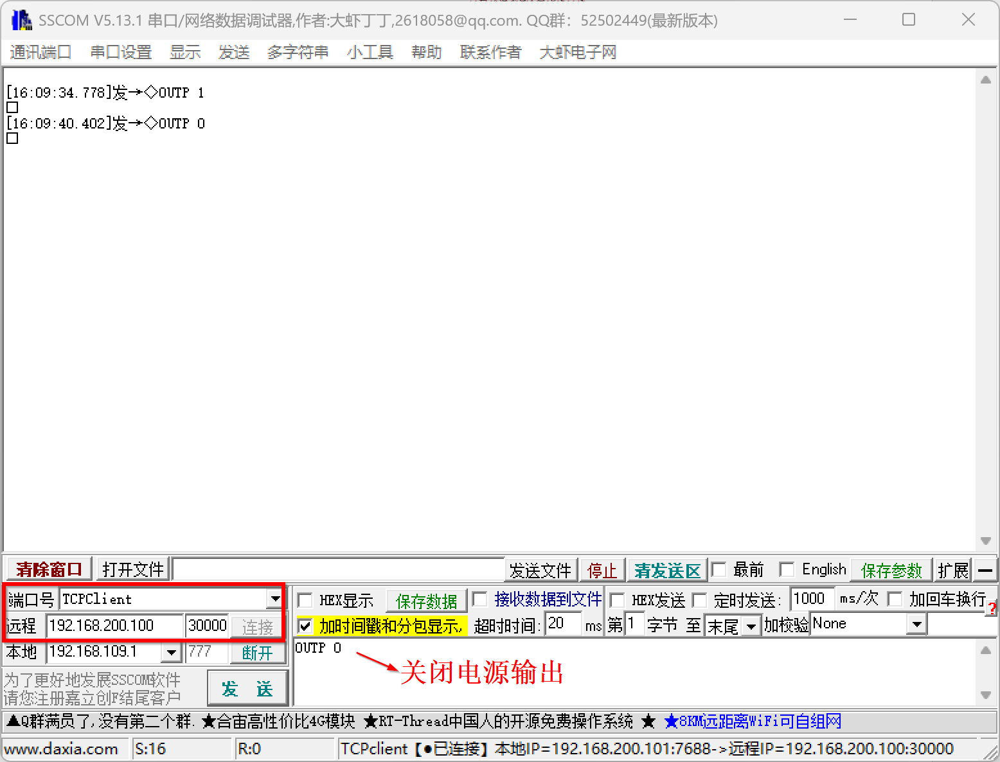 SSCOM V5.13.1 串口/网络数据调试器,作者:大虾丁丁,2618058@qq.com. QQ群：52502449(最新版本)
通讯端口 串口设置 显示 发送 多字符串 小工具 帮助 联系作者 大虾电子网
[16:09:34.778]发→◇OUTP 1
□
[16:09:40.402]发→◇OUTP 0
□
清除窗口 打开文件 发送文件 停止 清发送区 最前 English 保存参数 扩展 —
端口号 TCPClient HEX显示 保存数据 接收数据到文件 HEX发送 定时发送: 1000 ms/次 加回车换行 ?
远程 192.168.200.100 30000 连接 加时间戳和分包显示, 超时时间: 20 ms 第1 字节 至 末尾 加校验 None
本地 192.168.109.1 777 断开 OUTP 0
关闭电源输出
为了更好地发展SSCOM软件
请您注册嘉立创F结尾客户
发 送
▲Q群满员了,没有第二个群. ★合宙高性价比4G模块 ★RT-Thread中国人的开源免费操作系统 ★ ★8KM远距离WiFi可自组网
www.daxia.com S:16 R:0 TCPclient【●已连接】本地IP=192.168.200.101:7688->远程IP=192.168.200.100:30000